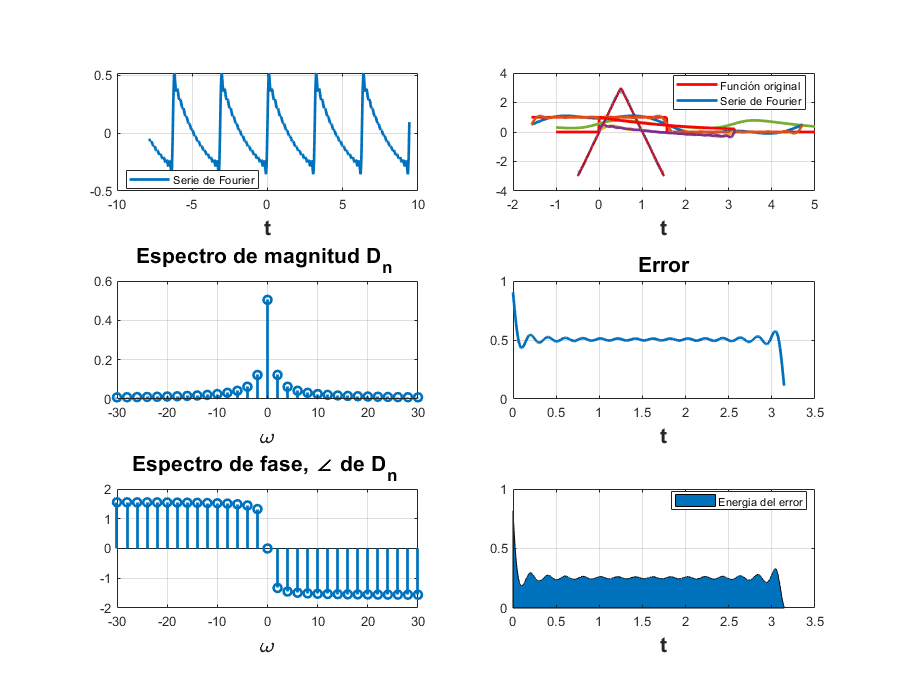 0.5
0
-0.5
-10 -5 0 5 10
t
Serie de Fourier
4
2
0
-2
-4
-2 -1 0 1 2 3 4 5
t
Función original
Serie de Fourier
Espectro de magnitud Dn
0.6
0.4
0.2
0
-30 -20 -10 0 10 20 30
ω
Error
1
0.5
0
0 0.5 1 1.5 2 2.5 3 3.5
t
Espectro de fase, ∠ de Dn
2
1
0
-1
-2
-30 -20 -10 0 10 20 30
ω
1
0.5
0
0 0.5 1 1.5 2 2.5 3 3.5
t
Energia del error